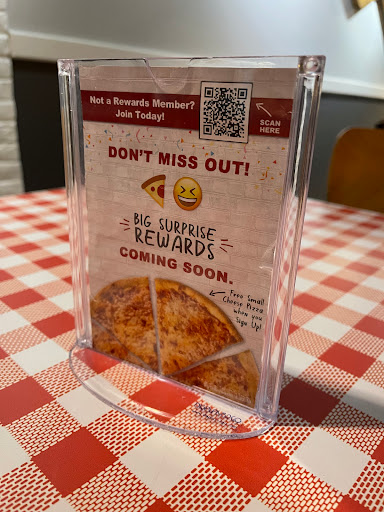 Not a Rewards Member?
Join Today!
SCAN
HERE
DON'T MISS OUT!
BIG SURPRISE
REWARDS
COMING SOON.
Free Small
Cheese Pizza
when you
Sign Up!